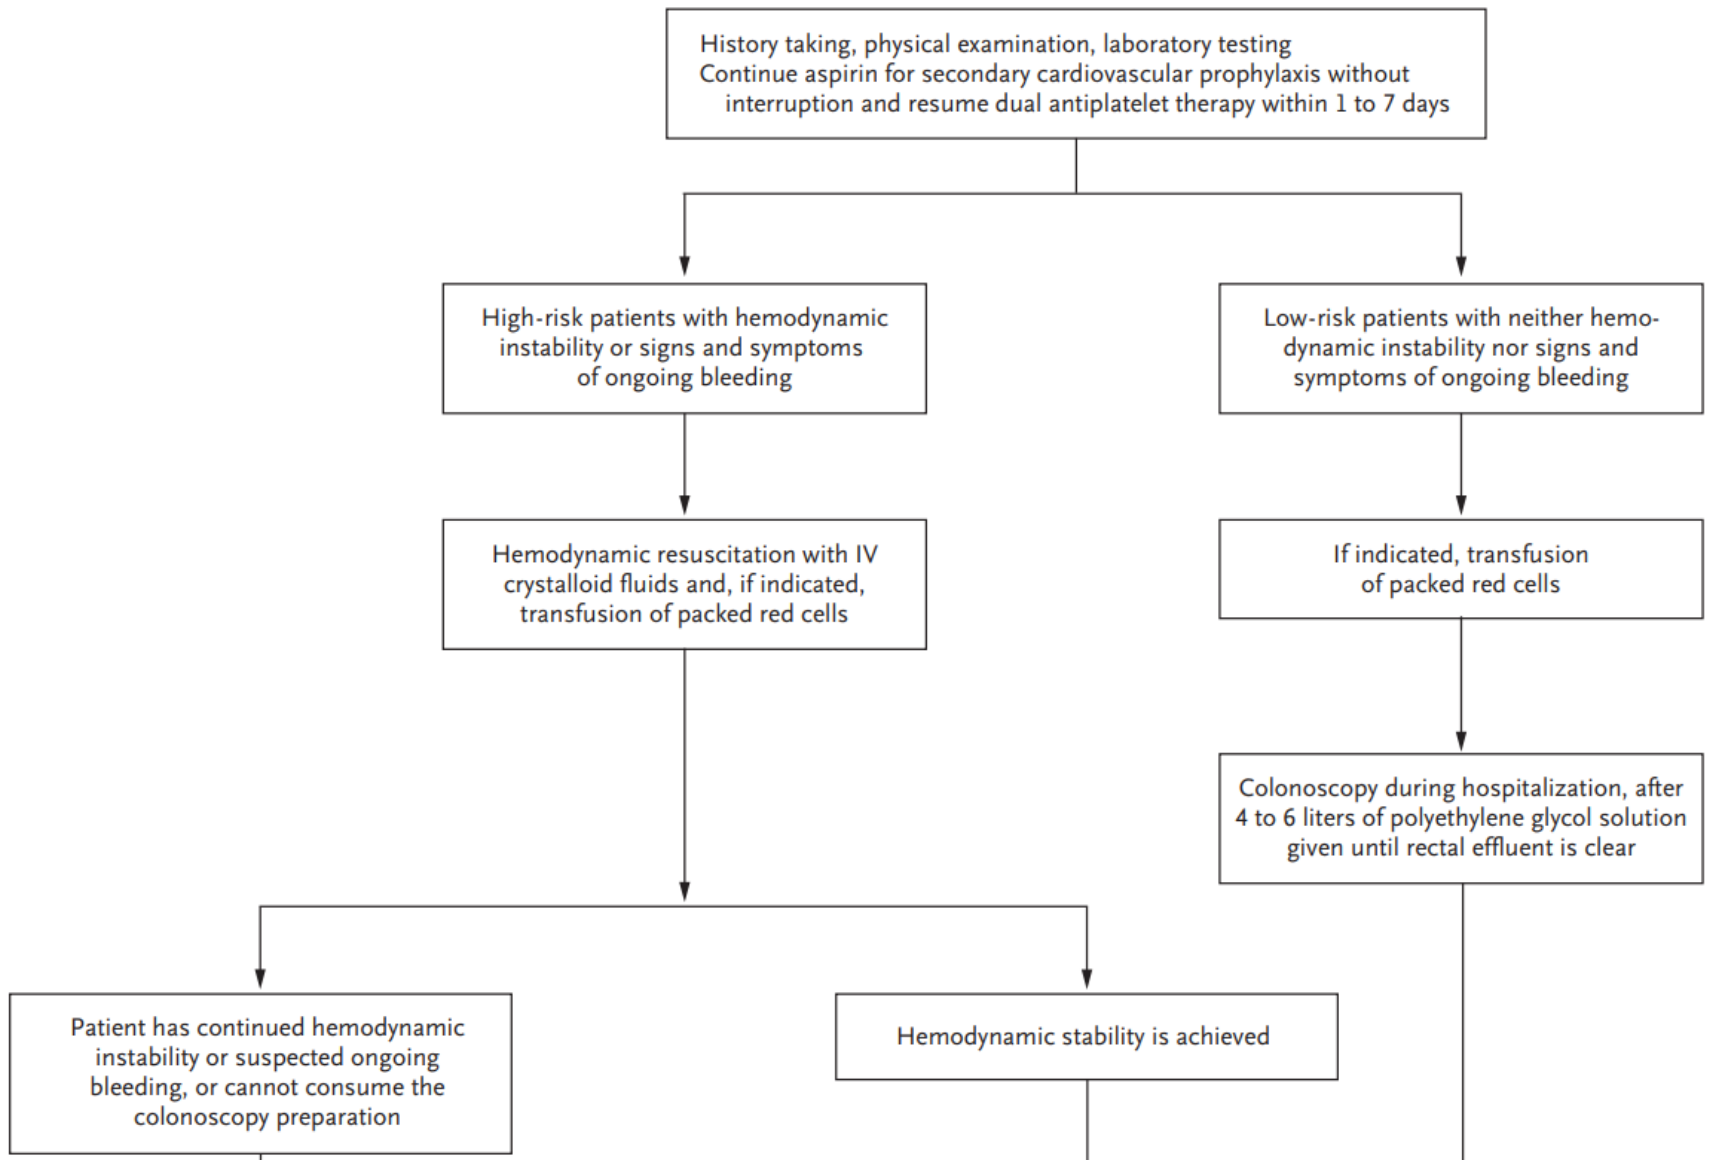 History taking, physical examination, laboratory testing
Continue aspirin for secondary cardiovascular prophylaxis without
interruption and resume dual antiplatelet therapy within 1 to 7 days
High-risk patients with hemodynamic
instability or signs and symptoms
of ongoing bleeding
Low-risk patients with neither hemo-
dynamic instability nor signs and
symptoms of ongoing bleeding
Hemodynamic resuscitation with IV
crystalloid fluids and, if indicated,
transfusion of packed red cells
If indicated, transfusion
of packed red cells
Colonoscopy during hospitalization, after
4 to 6 liters of polyethylene glycol solution
given until rectal effluent is clear
Patient has continued hemodynamic
instability or suspected ongoing
bleeding, or cannot consume the
colonoscopy preparation
Hemodynamic stability is achieved